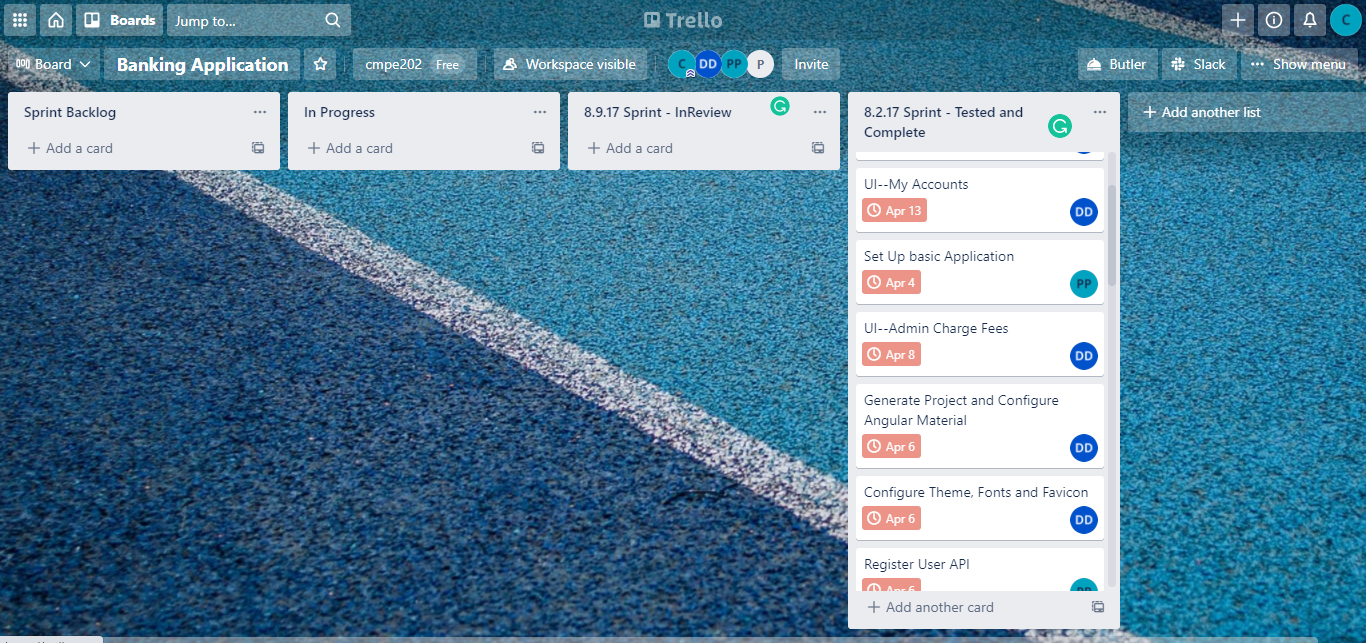 Boards
Jump to...
Trello
C
Board
Banking Application
cmpe202 Free
Workspace visible
C DD PP P
Invite
Butler
Slack
··· Show menu
Sprint Backlog
+ Add a card
In Progress
+ Add a card
8.9.17 Sprint - InReview
+ Add a card
8.2.17 Sprint - Tested and
Complete
UI--My Accounts
Apr 13
DD
Set Up basic Application
Apr 4
PP
UI--Admin Charge Fees
Apr 8
DD
Generate Project and Configure
Angular Material
Apr 6
DD
Configure Theme, Fonts and Favicon
Apr 6
DD
Register User API
Apr 6
PP
+ Add another card
+ Add another list